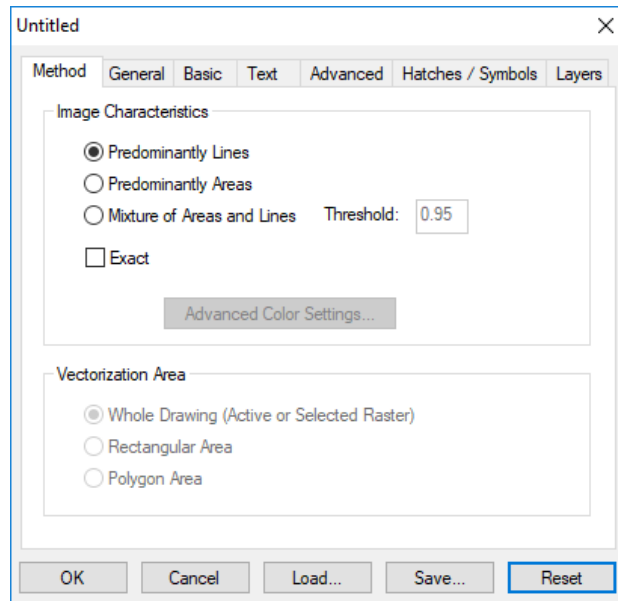 Untitled
Method General Basic Text Advanced Hatches / Symbols Layers
Image Characteristics
Predominantly Lines
Predominantly Areas
Mixture of Areas and Lines Threshold: 0.95
Exact
Advanced Color Settings...
Vectorization Area
Whole Drawing (Active or Selected Raster)
Rectangular Area
Polygon Area
OK Cancel Load... Save... Reset